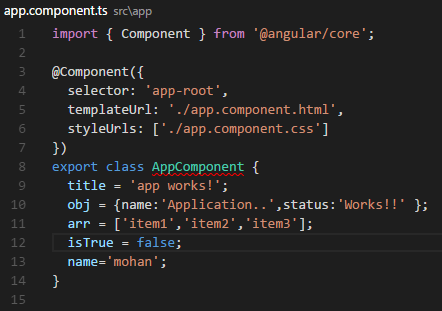 app.component.ts src\app
1 import { Component } from '@angular/core';
2
3 @Component({
4   selector: 'app-root',
5   templateUrl: './app.component.html',
6   styleUrls: ['./app.component.css']
7 })
8 export class AppComponent {
9   title = 'app works!';
10   obj = {name:'Application..',status:'Works!!' };
11   arr = ['item1','item2','item3'];
12   isTrue = false;
13   name='mohan';
14 }
15